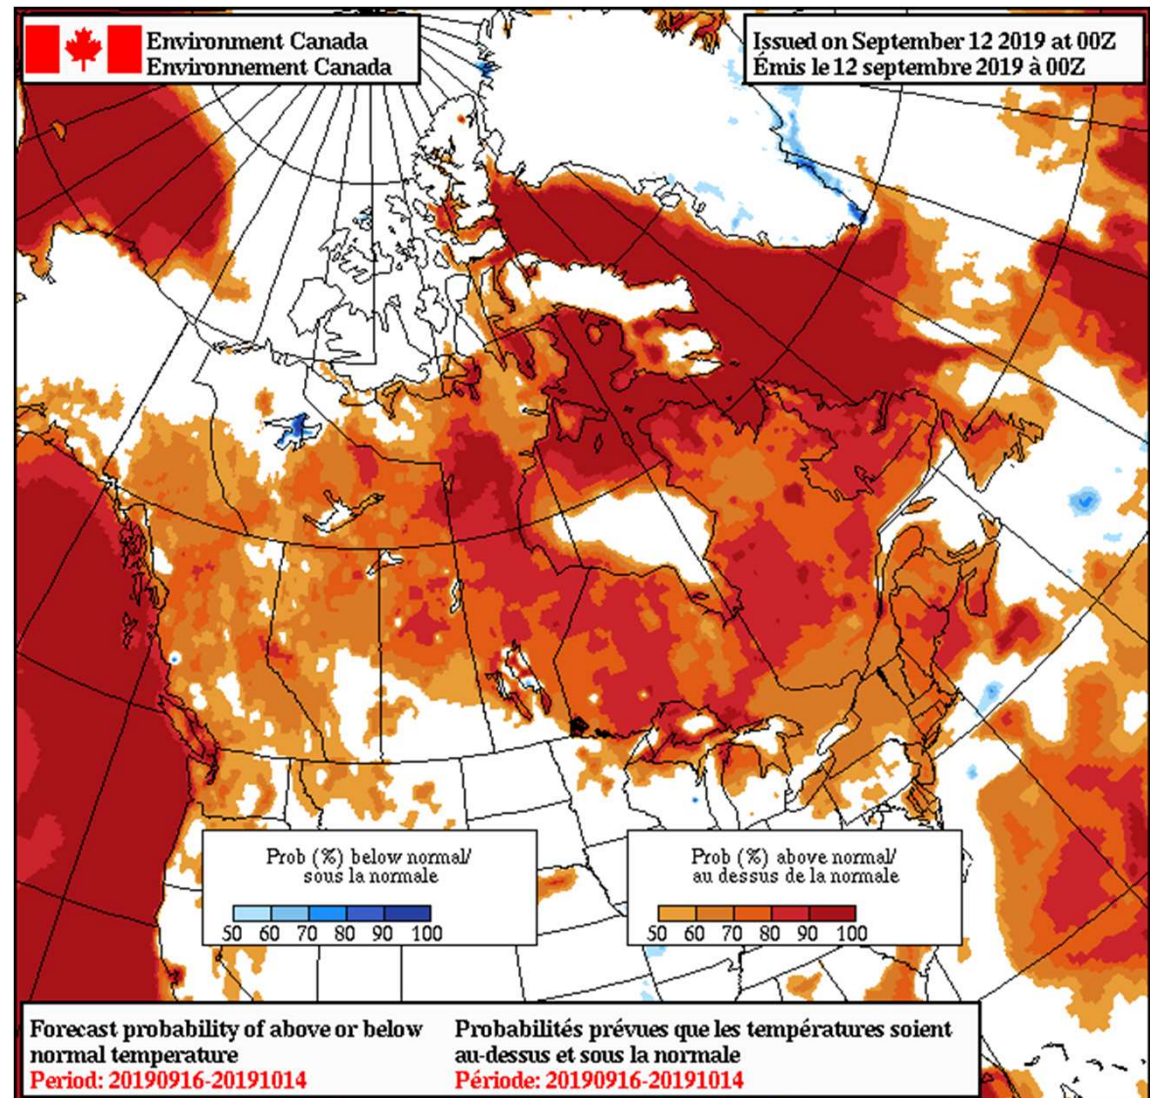 Environment Canada
Environnement Canada
Issued on September 12 2019 at 00Z
Émis le 12 septembre 2019 à 00Z
Prob (%) below normal/
sous la normale
50 60 70 80 90 100
Prob (%) above normal/
au dessus de la normale
50 60 70 80 90 100
Forecast probability of above or below
normal temperature
Period: 20190916-20191014
Probabilités prévues que les températures soient
au-dessus et sous la normale
Période: 20190916-20191014